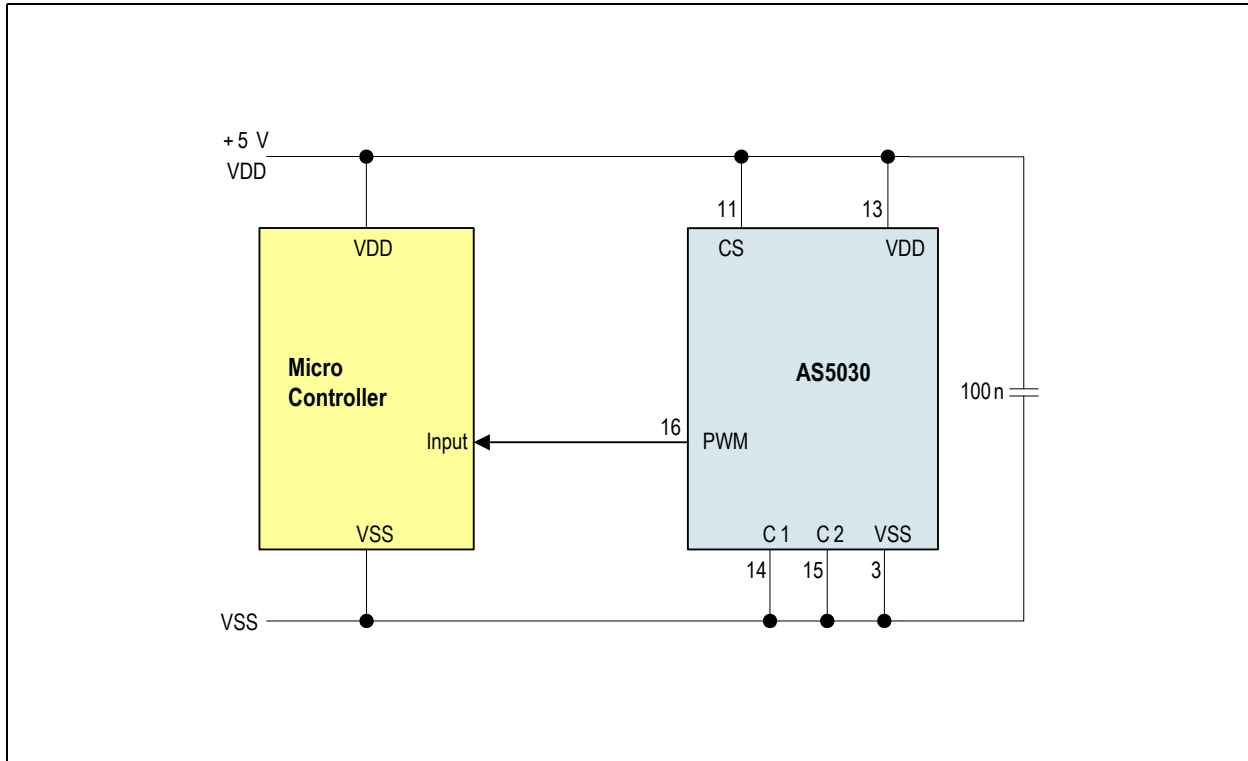 +5 V
VDD
11
13
VDD
CS
VDD
Micro
Controller
AS5030
100n
16
Input
PWM
VSS
C1
C2
VSS
14
15
3
VSS